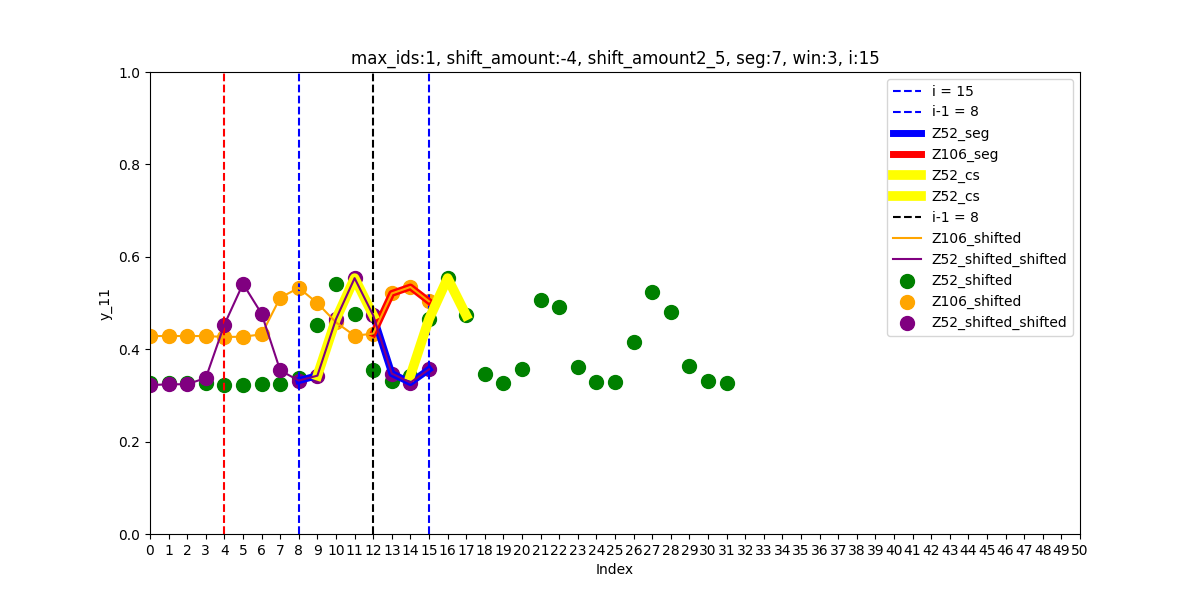 max_ids:1, shift_amount:-4, shift_amount2_5, seg:7, win:3, i:15
1.0
0.8
0.6
0.4
0.2
0.0
y_11
i = 15
i-1 = 8
Z52_seg
Z106_seg
Z52_cs
Z52_cs
i-1 = 8
Z106_shifted
Z52_shifted_shifted
Z52_shifted
Z106_shifted
Z52_shifted_shifted
0 1 2 3 4 5 6 7 8 9 10 11 12 13 14 15 16 17 18 19 20 21 22 23 24 25 26 27 28 29 30 31 32 33 34 35 36 37 38 39 40 41 42 43 44 45 46 47 48 49 50
Index